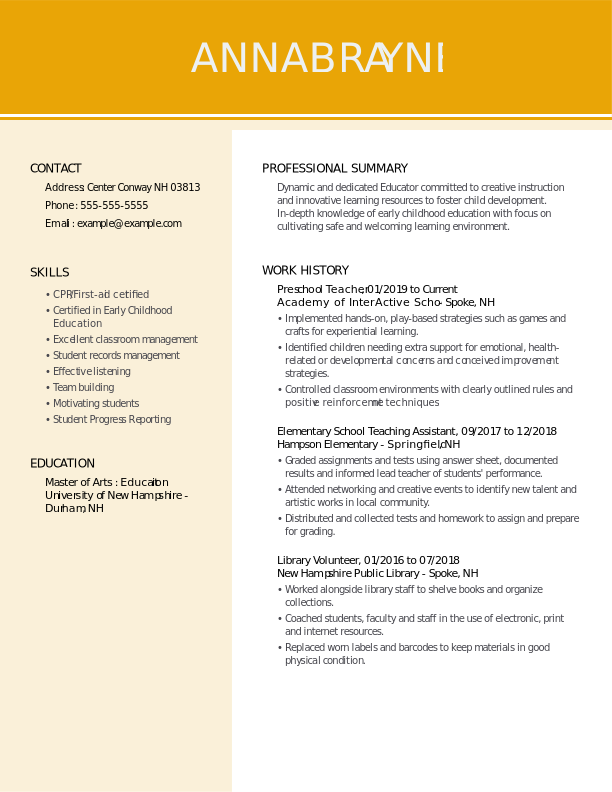 ANNABRAYNE
CONTACT
Address: Center Conway NH 03813
Phone : 555-555-5555
Email : example@example.com
SKILLS
• CPR/First-aid cetified
• Certified in Early Childhood
Education
• Excellent classroom management
• Student records management
• Effective listening
• Team building
• Motivating students
• Student Progress Reporting
EDUCATION
Master of Arts : Education
University of New Hampshire -
Durham, NH
PROFESSIONAL SUMMARY
Dynamic and dedicated Educator committed to creative instruction
and innovative learning resources to foster child development.
In-depth knowledge of early childhood education with focus on
cultivating safe and welcoming learning environment.
WORK HISTORY
Preschool Teacher, 01/2019 to Current
Academy of InterActive Scho- Spoke, NH
• Implemented hands-on, play-based strategies such as games and
crafts for experiential learning.
• Identified children needing extra support for emotional, health-
related or developmental concerns and conceived improvement
strategies.
• Controlled classroom environments with clearly outlined rules and
positive reinforcement techniques
Elementary School Teaching Assistant, 09/2017 to 12/2018
Hampson Elementary - Springfield, NH
• Graded assignments and tests using answer sheet, documented
results and informed lead teacher of students' performance.
• Attended networking and creative events to identify new talent and
artistic works in local community.
• Distributed and collected tests and homework to assign and prepare
for grading.
Library Volunteer, 01/2016 to 07/2018
New Hampshire Public Library - Spoke, NH
• Worked alongside library staff to shelve books and organize
collections.
• Coached students, faculty and staff in the use of electronic, print
and internet resources.
• Replaced worn labels and barcodes to keep materials in good
physical condition.